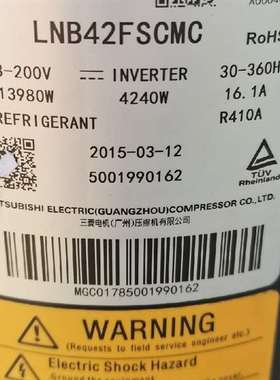 LNB42FSCMC
RoHS
-200V INVERTER 30-360H
13980W 4240W 16.1A
REFRIGERANT R410A
2015-03-12
5001990162
TÜV
Rheinland
TSUBISHI ELECTRIC(GUANGZHOU)COMPRESSOR CO.,LTD.
三菱电机(广州)压缩机有限公司
MGC01785001990162
WARNING
(Requests to field service engineer etc.)
Electric Shock Hazard